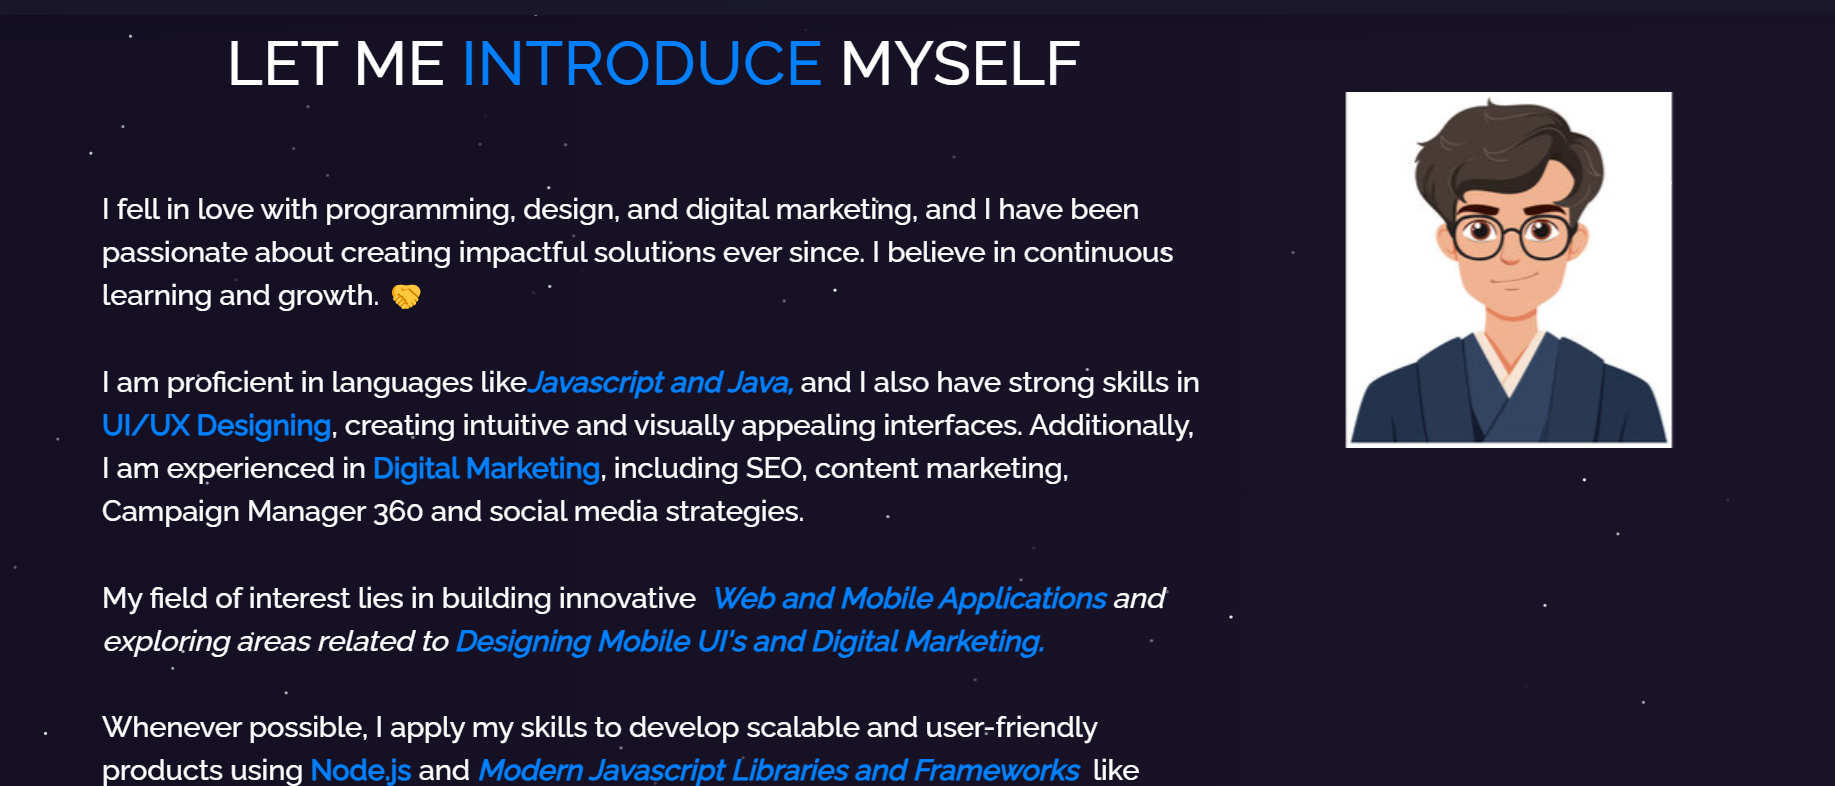 LET ME INTRODUCE MYSELF
I fell in love with programming, design, and digital marketing, and I have been
passionate about creating impactful solutions ever since. I believe in continuous
learning and growth. 🤝
I am proficient in languages likeJavascript and Java, and I also have strong skills in
UI/UX Designing, creating intuitive and visually appealing interfaces. Additionally,
I am experienced in Digital Marketing, including SEO, content marketing,
Campaign Manager 360 and social media strategies.
My field of interest lies in building innovative Web and Mobile Applications and
exploring areas related to Designing Mobile UI's and Digital Marketing.
Whenever possible, I apply my skills to develop scalable and user-friendly
products using Node.js and Modern Javascript Libraries and Frameworks like